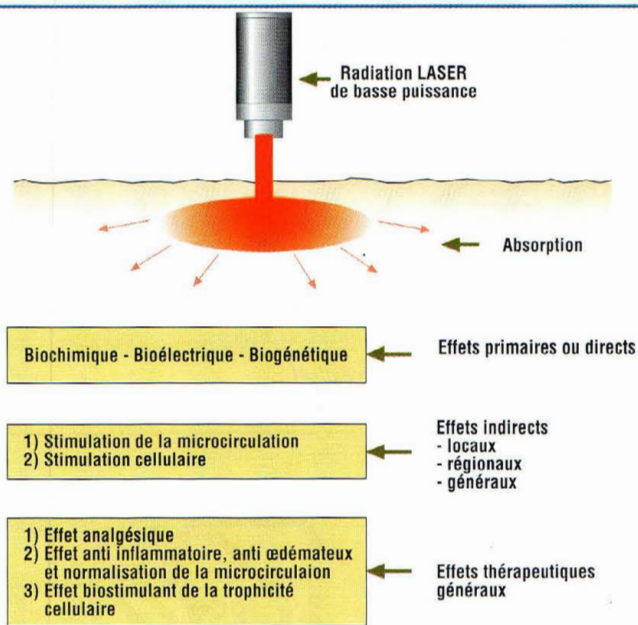 Radiation LASER
de basse puissance
Absorption
Biochimique - Bioélectrique - Biogénétique
Effets primaires ou directs
1) Stimulation de la microcirculation
2) Stimulation cellulaire
Effets indirects
- locaux
- régionaux
- généraux
1) Effet analgésique
2) Effet anti inflammatoire, anti œdémateux
et normalisation de la microcirculaion
3) Effet biostimulant de la trophicité
cellulaire
Effets thérapeutiques
généraux